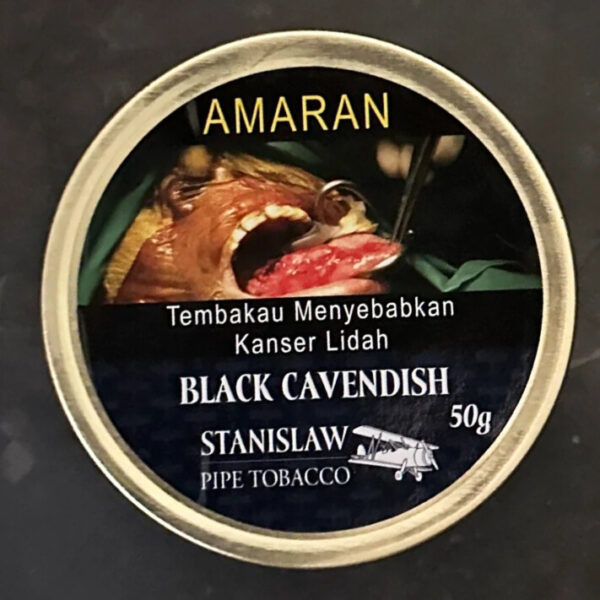 AMARAN
Tembakau Menyebabkan
Kanser Lidah
BLACK CAVENDISH
50g
STANISLAW
PIPE TOBACCO